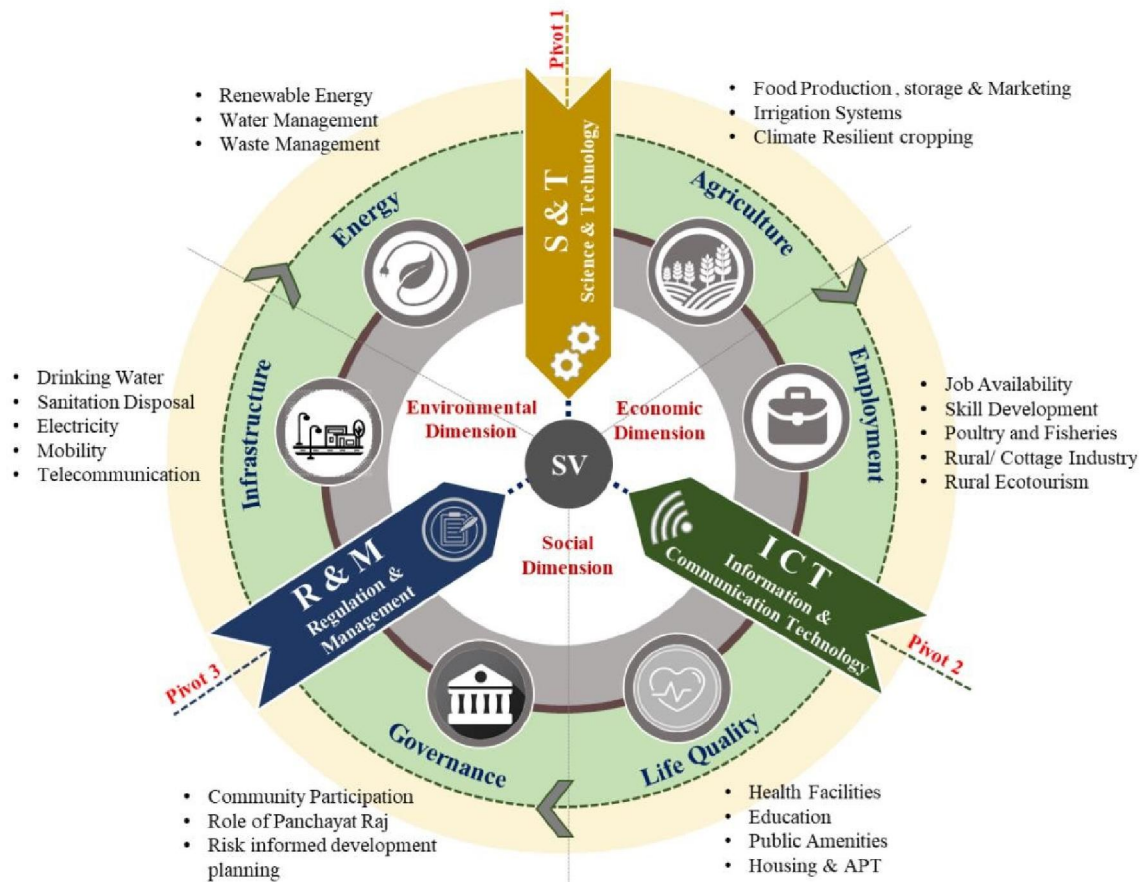 Pivot 1
• Renewable Energy
• Water Management
• Waste Management
• Food Production , storage & Marketing
• Irrigation Systems
• Climate Resilient cropping
S & T
Science & Technology
Energy
Agriculture
• Drinking Water
• Sanitation Disposal
• Electricity
• Mobility
• Telecommunication
Infrastructure
Employment
• Job Availability
• Skill Development
• Poultry and Fisheries
• Rural/ Cottage Industry
• Rural Ecotourism
Environmental
Dimension
Economic
Dimension
SV
Social
Dimension
R & M
Regulation &
Management
ICT
Information &
Communication Technology
Pivot 3
Pivot 2
Governance
Life Quality
• Community Participation
• Role of Panchayat Raj
• Risk informed development
planning
• Health Facilities
• Education
• Public Amenities
• Housing & APT